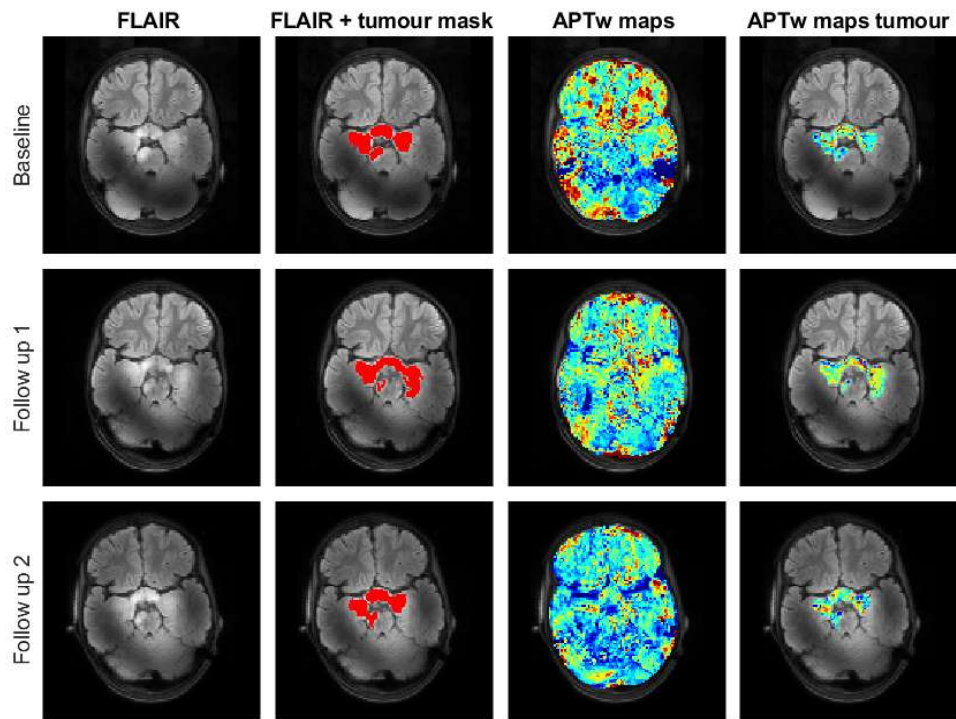 FLAIR FLAIR + tumour mask APTw maps APTw maps tumour
Baseline
Follow up 1
Follow up 2